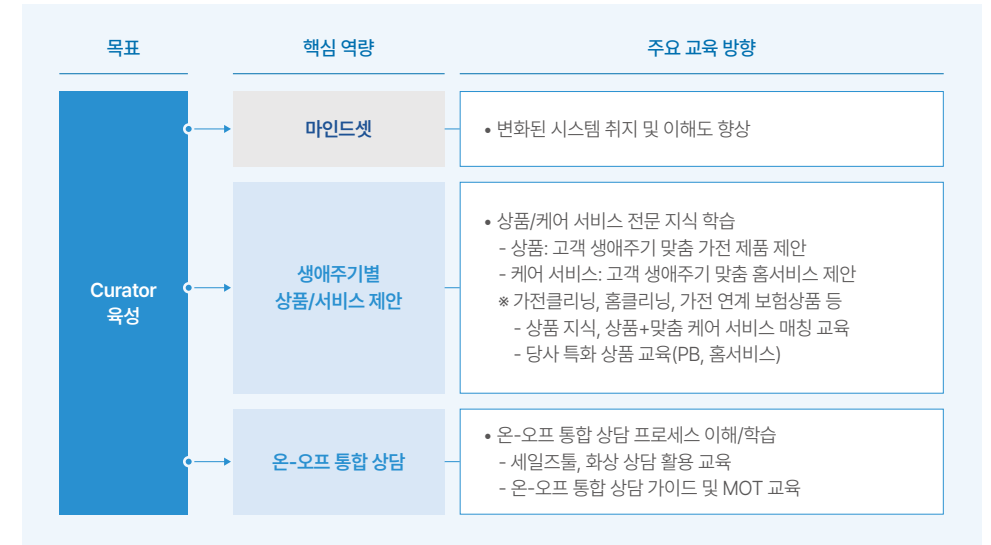 목표
핵심 역량
주요 교육 방향
Curator
육성
마인드셋
• 변화된 시스템 취지 및 이해도 향상
생애주기별
상품/서비스 제안
• 상품/케어 서비스 전문 지식 학습
- 상품: 고객 생애주기 맞춤 가전 제품 제안
- 케어 서비스: 고객 생애주기 맞춤 홈서비스 제안
※ 가전클리닝, 홈클리닝, 가전 연계 보험상품 등
- 상품 지식, 상품+맞춤 케어 서비스 매칭 교육
- 당사 특화 상품 교육(PB, 홈서비스)
온-오프 통합 상담
• 온-오프 통합 상담 프로세스 이해/학습
- 세일즈툴, 화상 상담 활용 교육
- 온-오프 통합 상담 가이드 및 MOT 교육